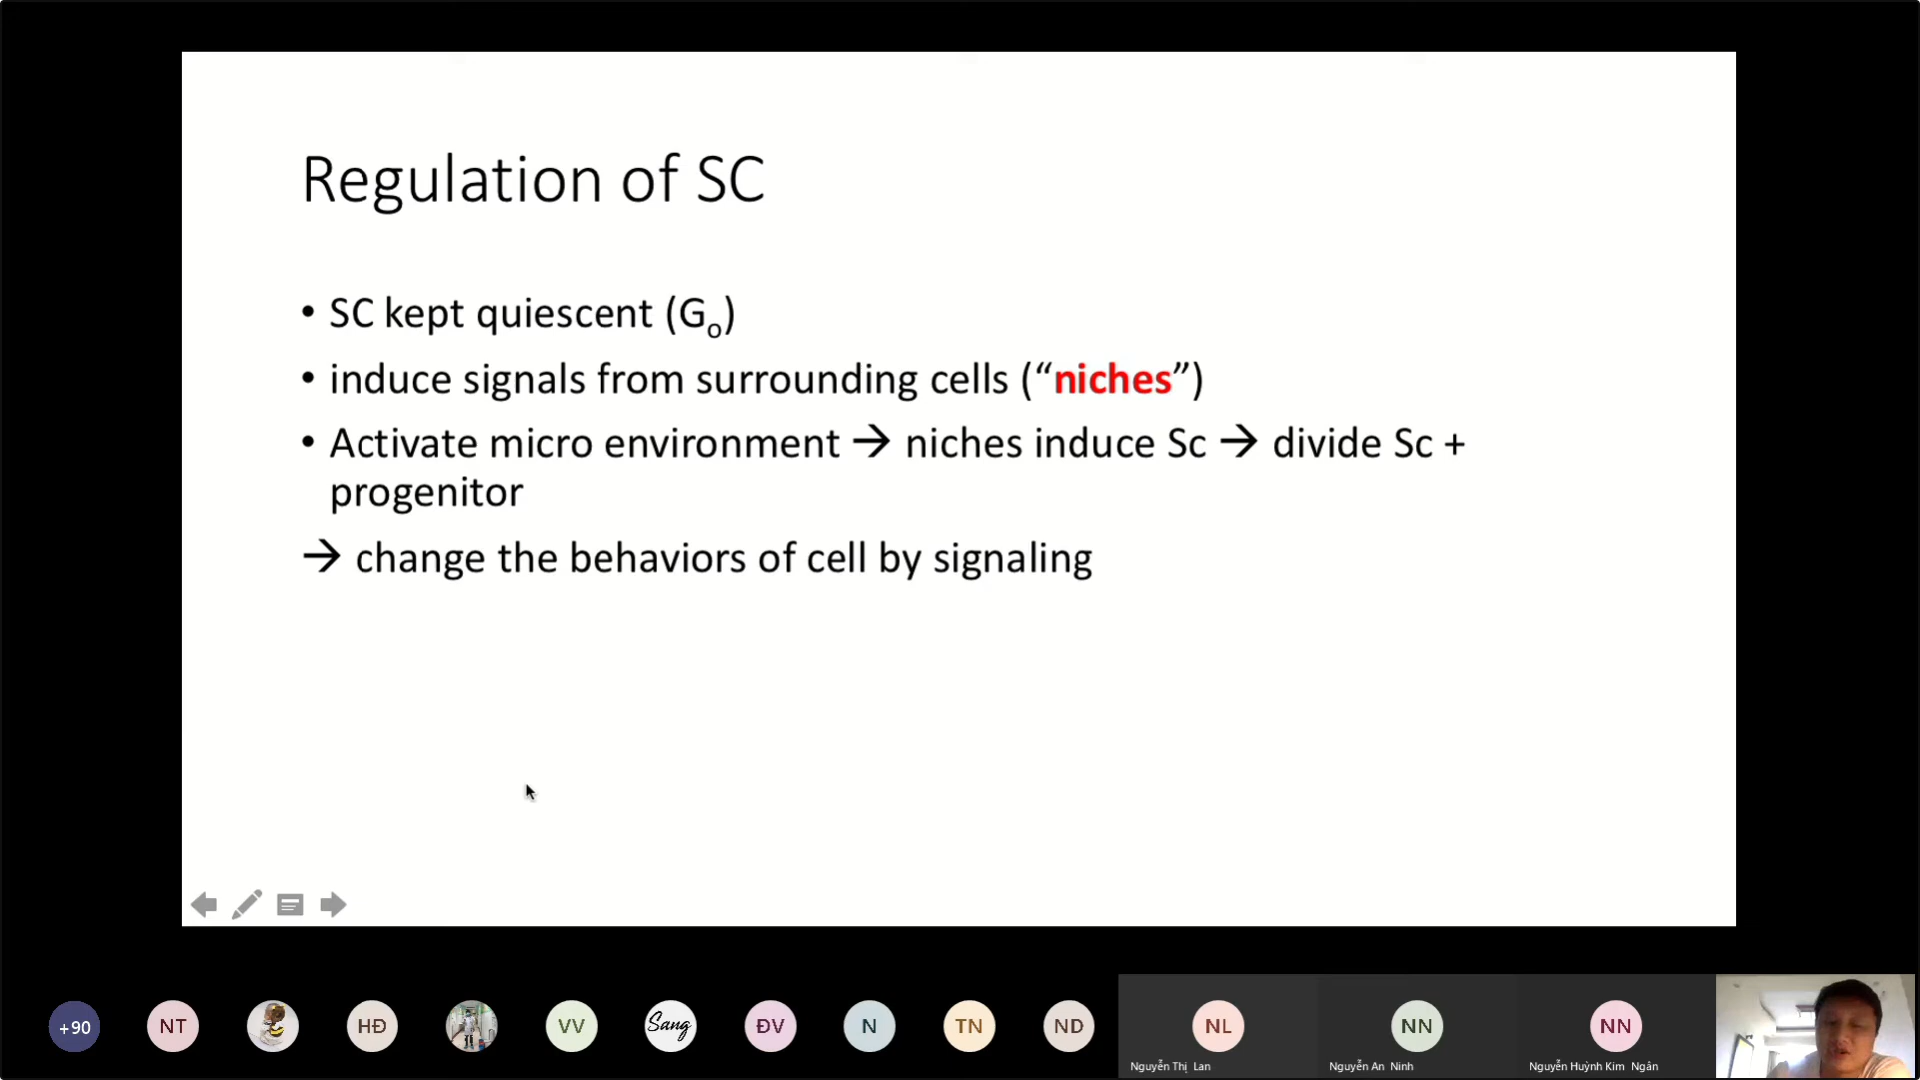 Regulation of SC
• SC kept quiescent (Go)
• induce signals from surrounding cells (“niches”)
• Activate micro environment → niches induce Sc → divide Sc +
progenitor
→ change the behaviors of cell by signaling
+90
NT
HĐ
VV
Sang
ĐV
N
TN
ND
NL
NN
NN
Nguyễn Thị Lan
Nguyễn An Ninh
Nguyễn Huỳnh Kim Ngân